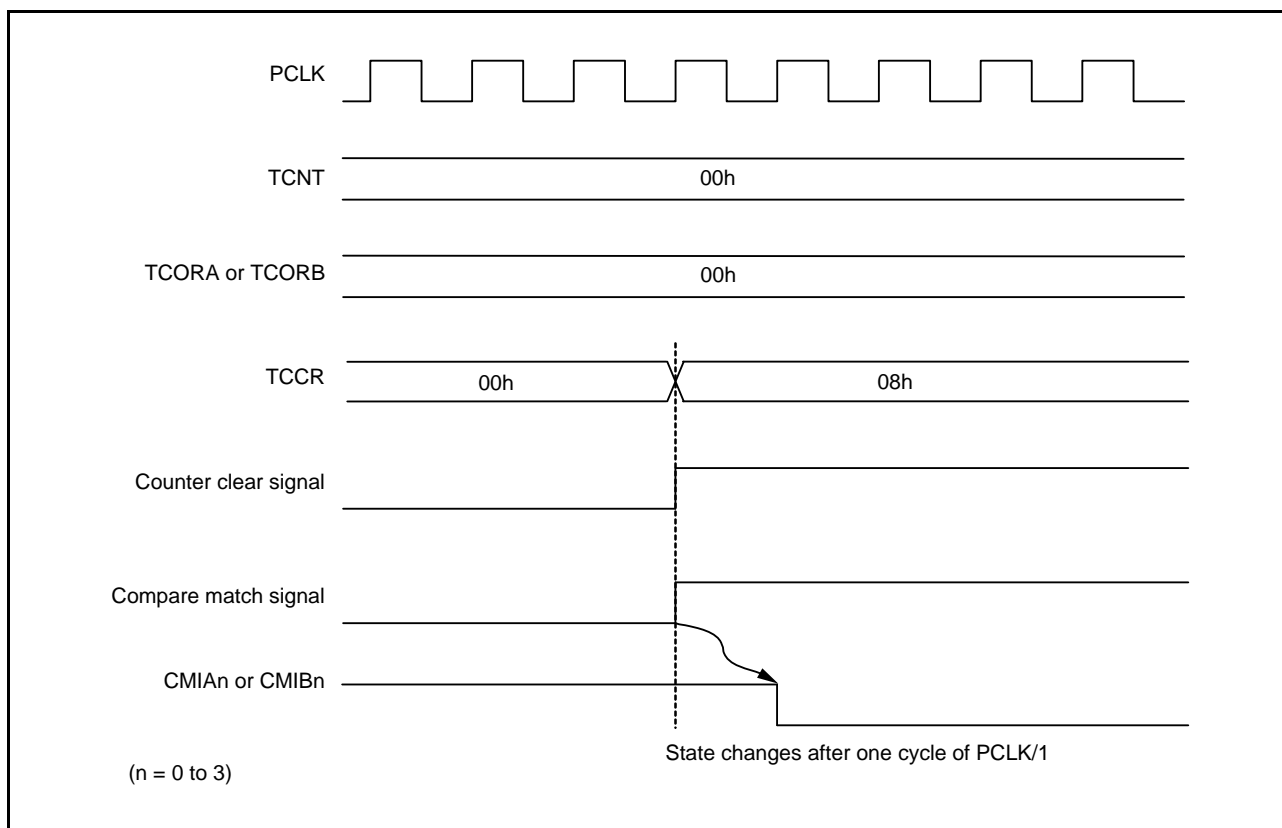 PCLK
TCNT
00h
TCORA or TCORB
00h
TCCR
00h
08h
Counter clear signal
Compare match signal
CMIAn or CMIBn
State changes after one cycle of PCLK/1
(n = 0 to 3)